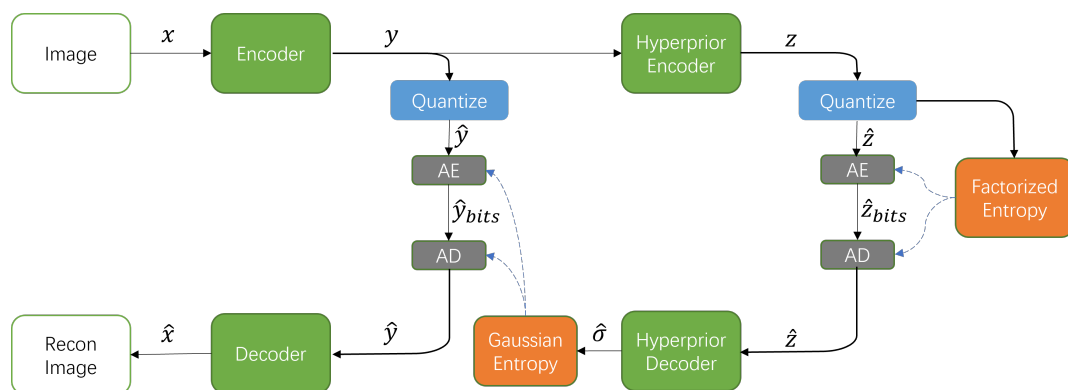 Image
x
Encoder
y
Hyperprior
Encoder
z
Quantize
Quantize
ŷ
ẑ
AE
AE
Factorized
Entropy
ŷ_bits
ẑ_bits
AD
AD
Recon
Image
x̂
Decoder
ŷ
Gaussian
Entropy
σ̂
Hyperprior
Decoder
ẑ